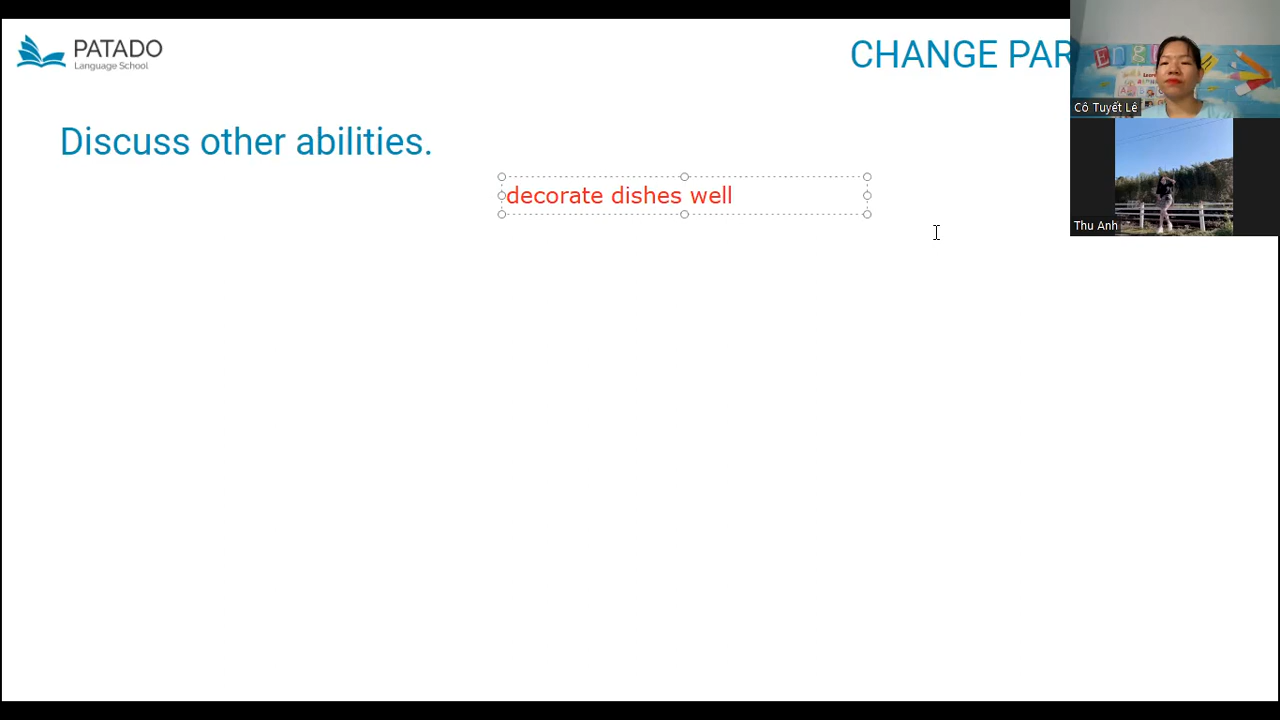 PATADO
Language School
CHANGE PAR
Cô Tuyết Lê
Discuss other abilities.
decorate dishes well
Thu Anh